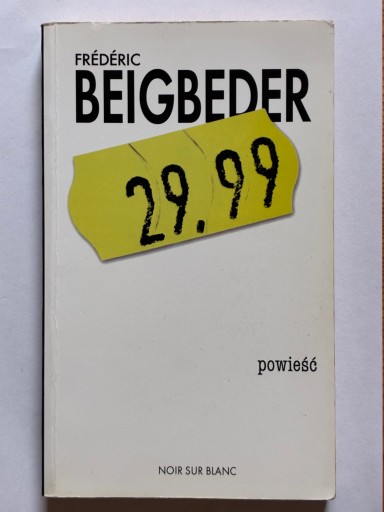 FRÉDÉRIC
BEIGBEDER
29.99
powieść
NOIR SUR BLANC